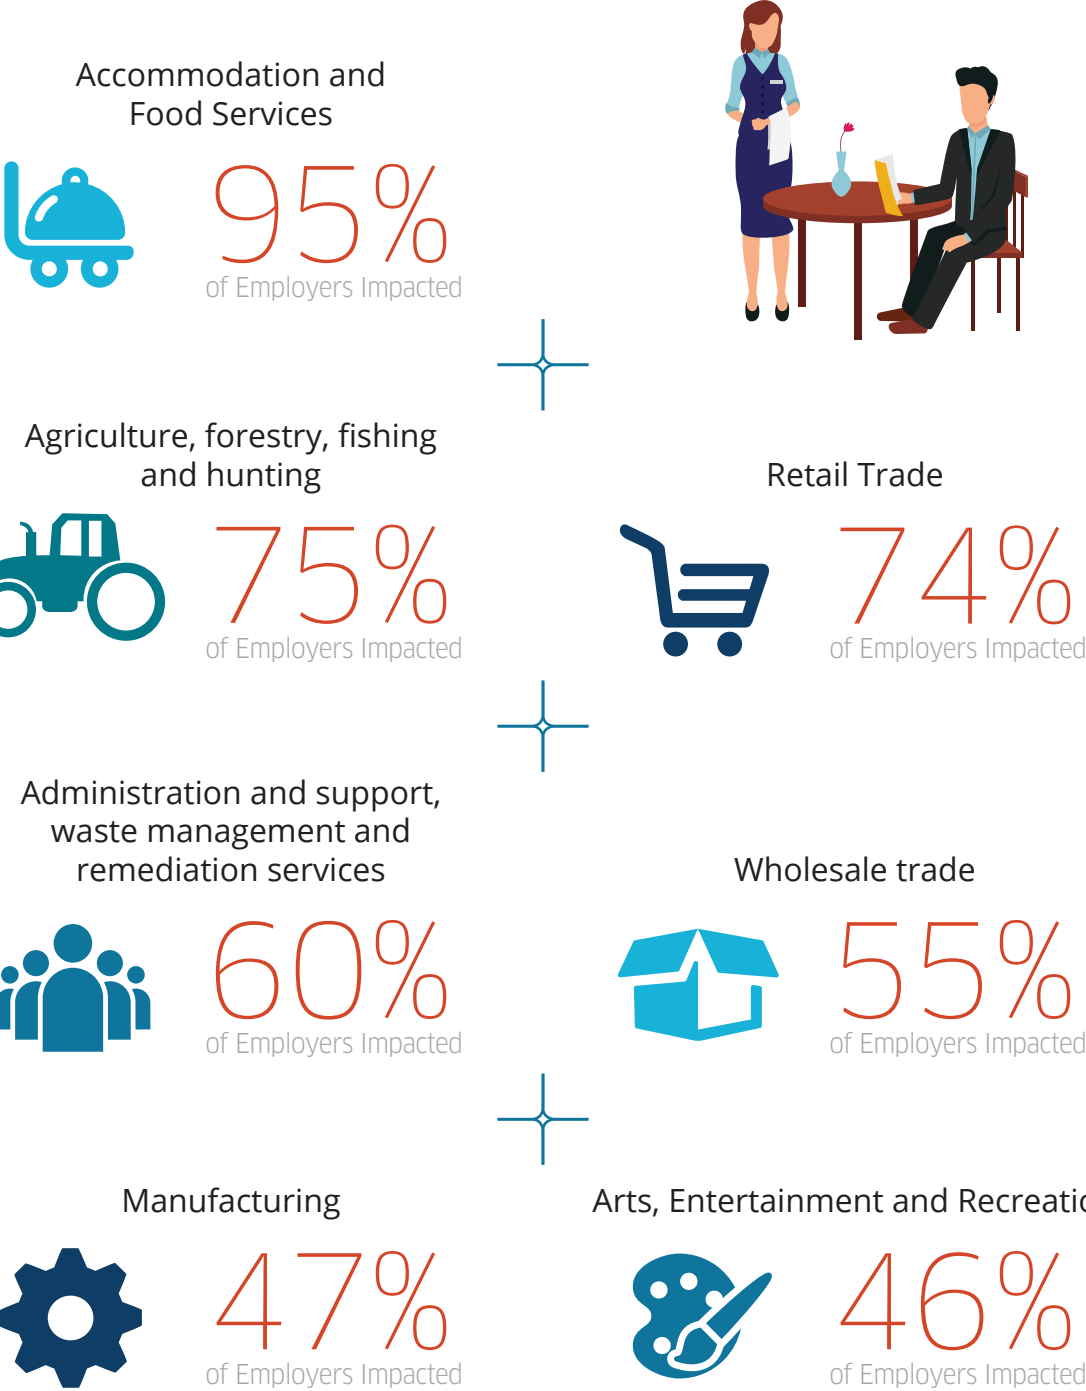 Accommodation and
Food Services
95%
of Employers Impacted
Agriculture, forestry, fishing
and hunting
75%
of Employers Impacted
Retail Trade
74%
of Employers Impacted
Administration and support,
waste management and
remediation services
60%
of Employers Impacted
Wholesale trade
55%
of Employers Impacted
Manufacturing
47%
of Employers Impacted
Arts, Entertainment and Recreatio
46%
of Employers Impacted